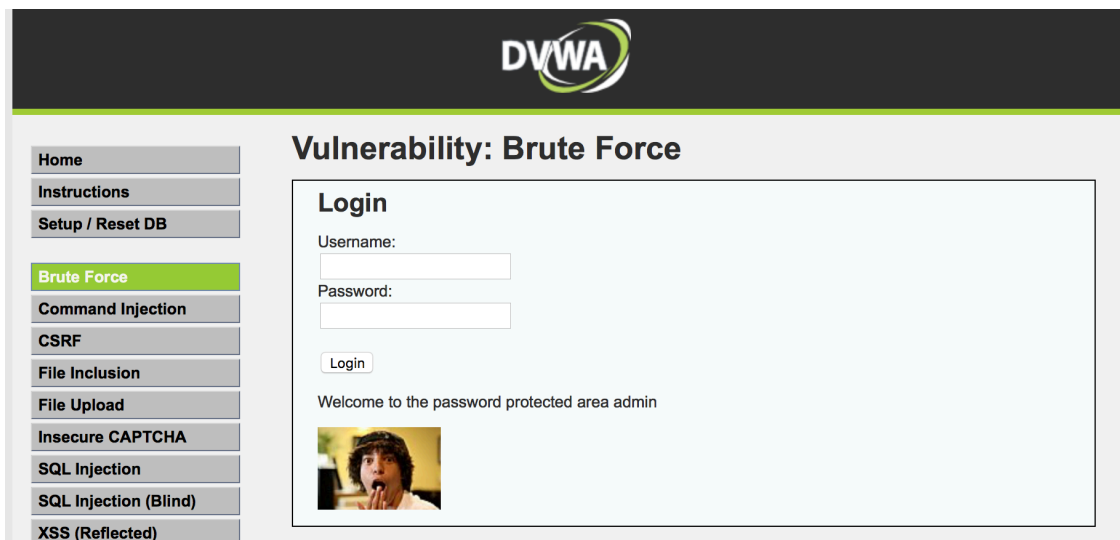 DVWA
Home
Instructions
Setup / Reset DB
Brute Force
Command Injection
CSRF
File Inclusion
File Upload
Insecure CAPTCHA
SQL Injection
SQL Injection (Blind)
XSS (Reflected)
Vulnerability: Brute Force
Login
Username:
Password:
Login
Welcome to the password protected area admin